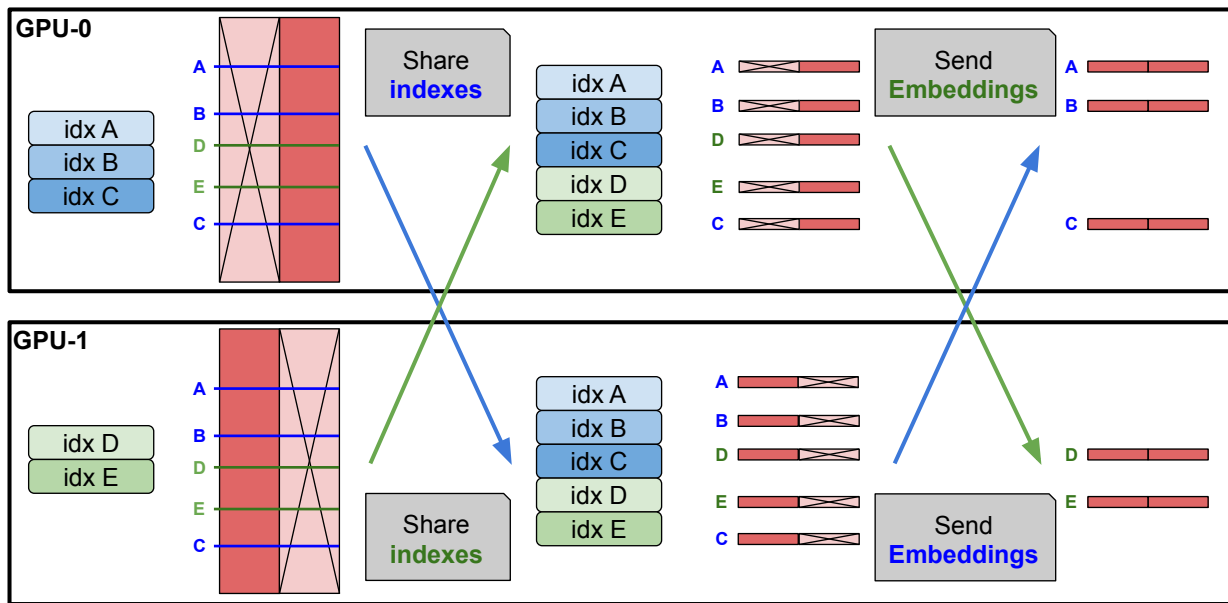 GPU-0
idx A
idx B
idx C
A
B
D
E
C
Share
indexes
idx A
idx B
idx C
idx D
idx E
A
B
D
E
C
Send
Embeddings
A
B
C
GPU-1
idx D
idx E
A
B
D
E
C
Share
indexes
idx A
idx B
idx C
idx D
idx E
A
B
D
E
C
Send
Embeddings
D
E